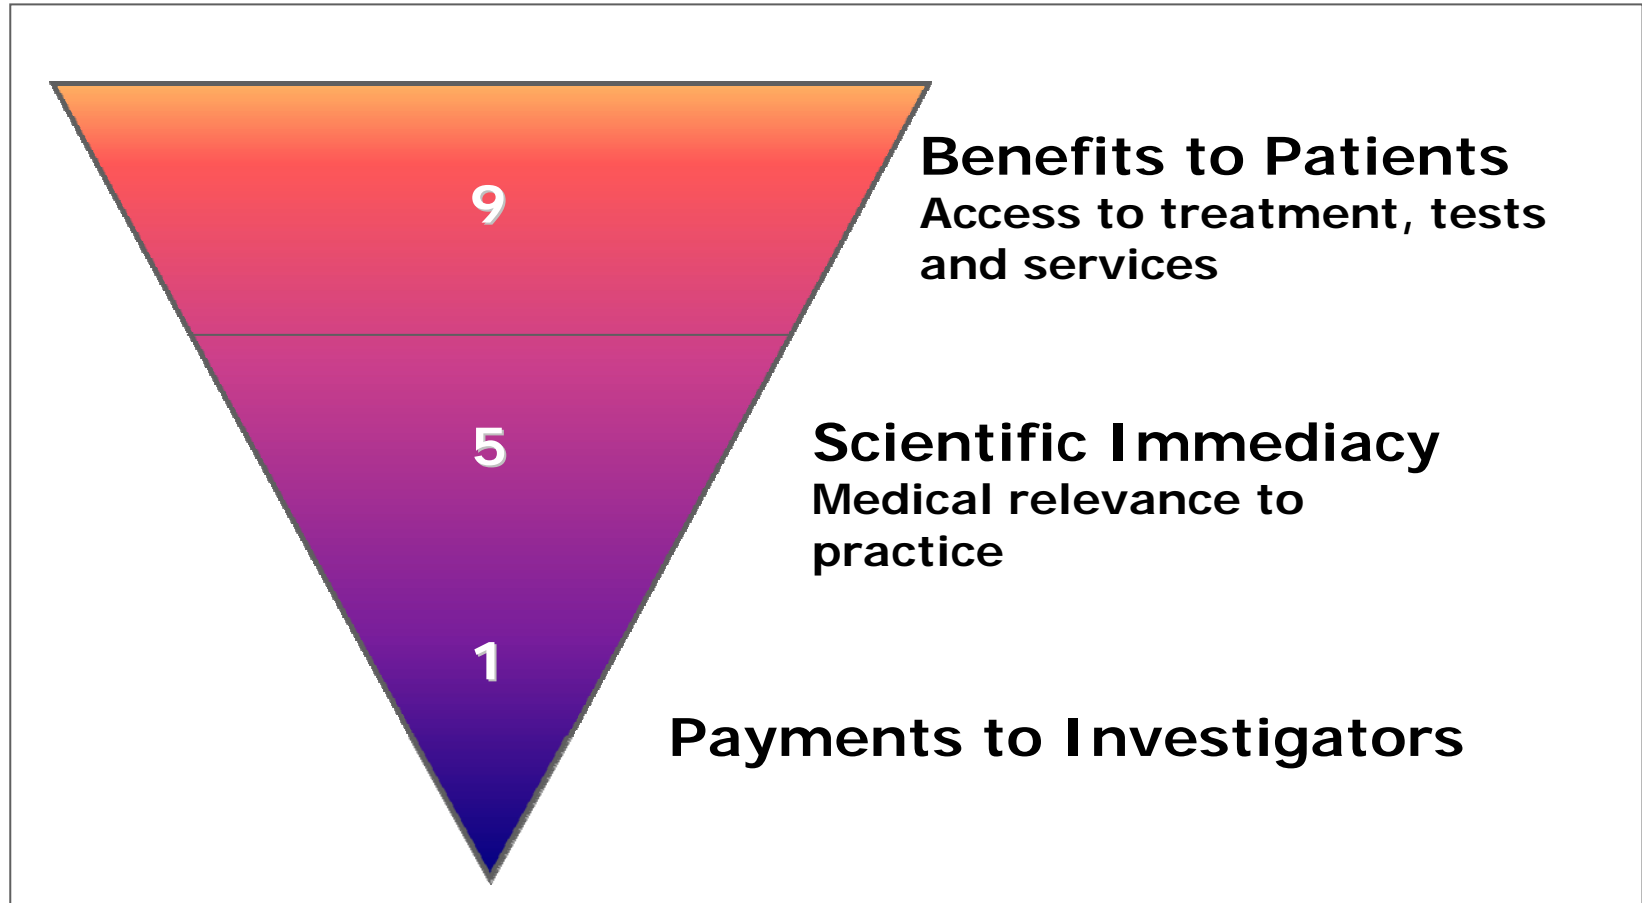 9
Benefits to Patients
Access to treatment, tests
and services
5
Scientific Immediacy
Medical relevance to
practice
1
Payments to Investigators